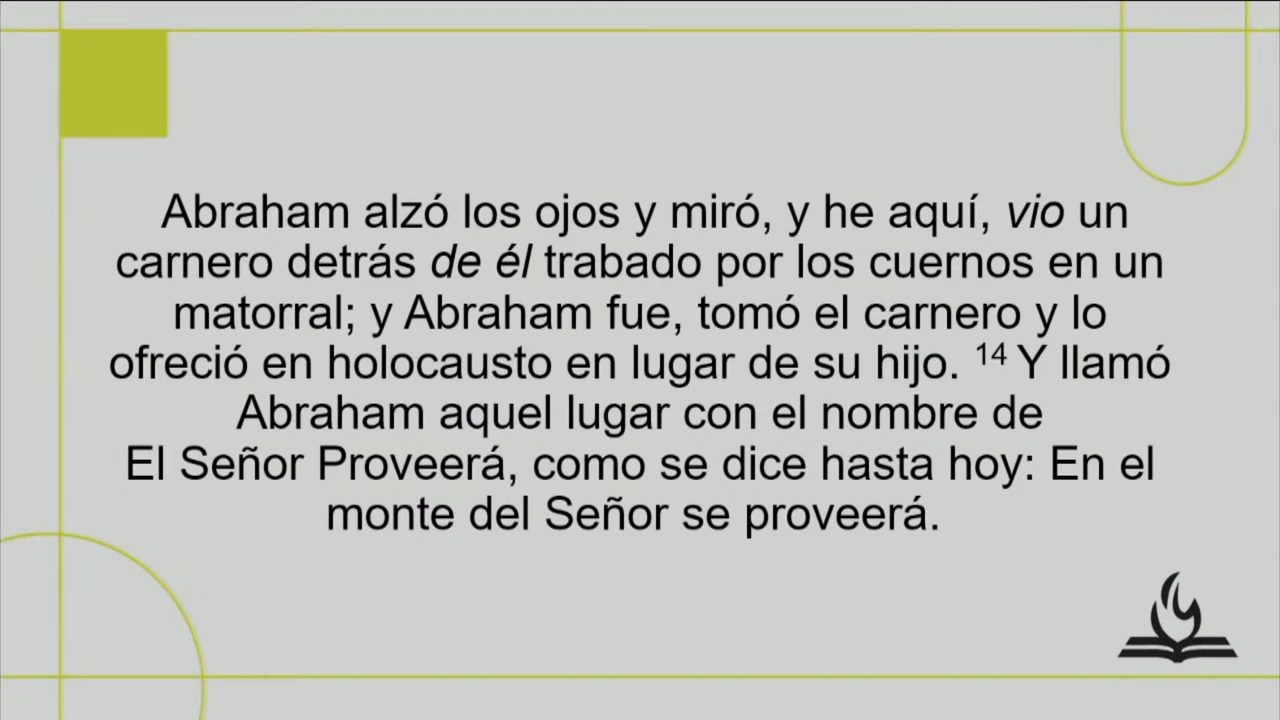 Abraham alzó los ojos y miró, y he aquí, vio un
carnero detrás de él trabado por los cuernos en un
matorral; y Abraham fue, tomó el carnero y lo
ofreció en holocausto en lugar de su hijo. 14 Y llamó
Abraham aquel lugar con el nombre de
El Señor Proveerá, como se dice hasta hoy: En el
monte del Señor se proveerá.